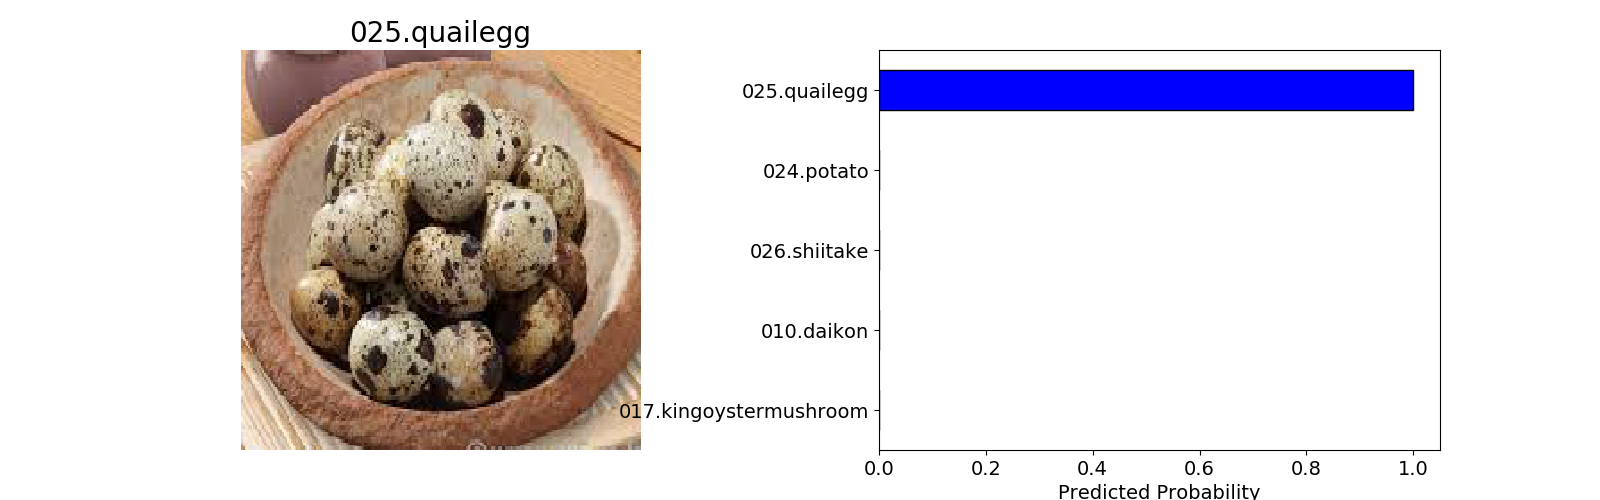 025.quailegg
025.quailegg
024.potato
026.shiitake
010.daikon
017.kingoystermushroom
0.0 0.2 0.4 0.6 0.8 1.0
Predicted Probability